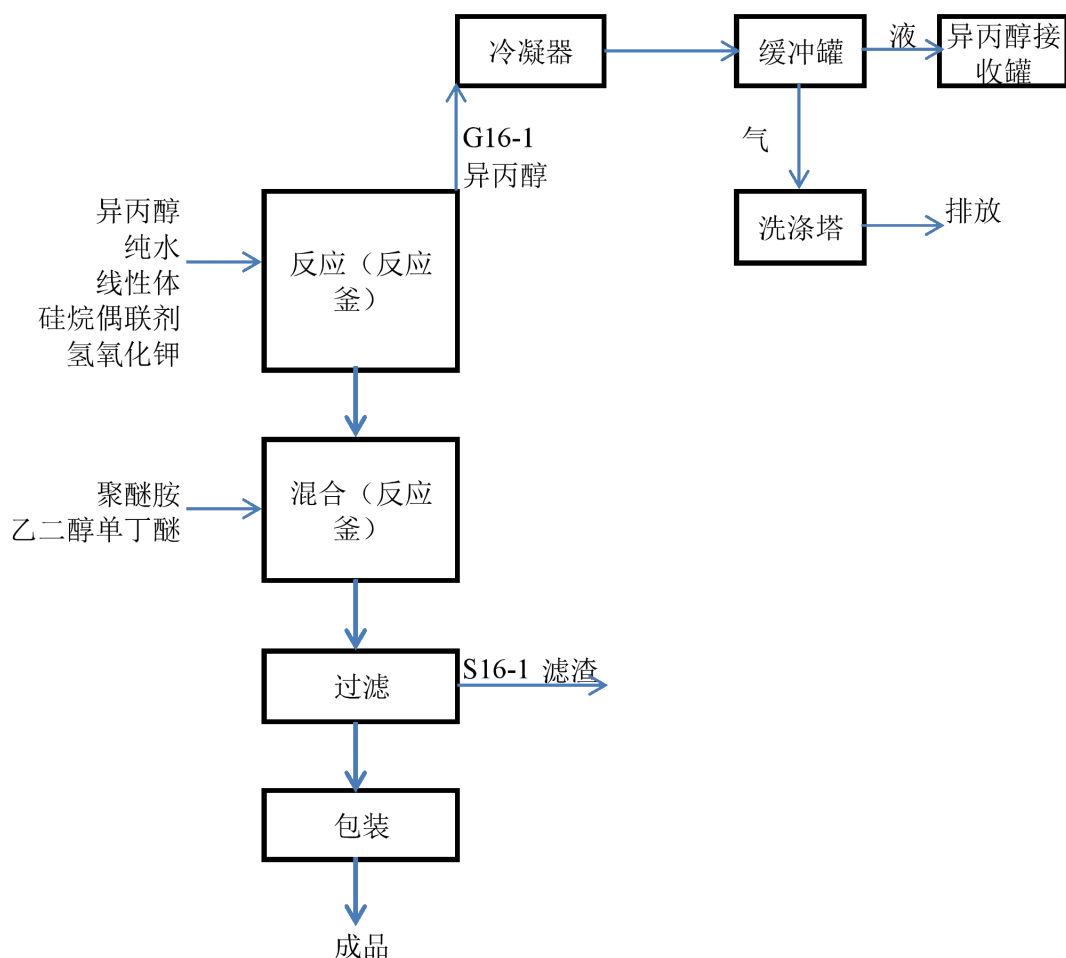 冷凝器
缓冲罐
液
异丙醇接
收罐
G16-1
异丙醇
气
异丙醇
纯水
线性体
硅烷偶联剂
氢氧化钾
反应（反应
釜）
洗涤塔
排放
聚醚胺
乙二醇单丁醚
混合（反应
釜）
过滤
S16-1 滤渣
包装
成品